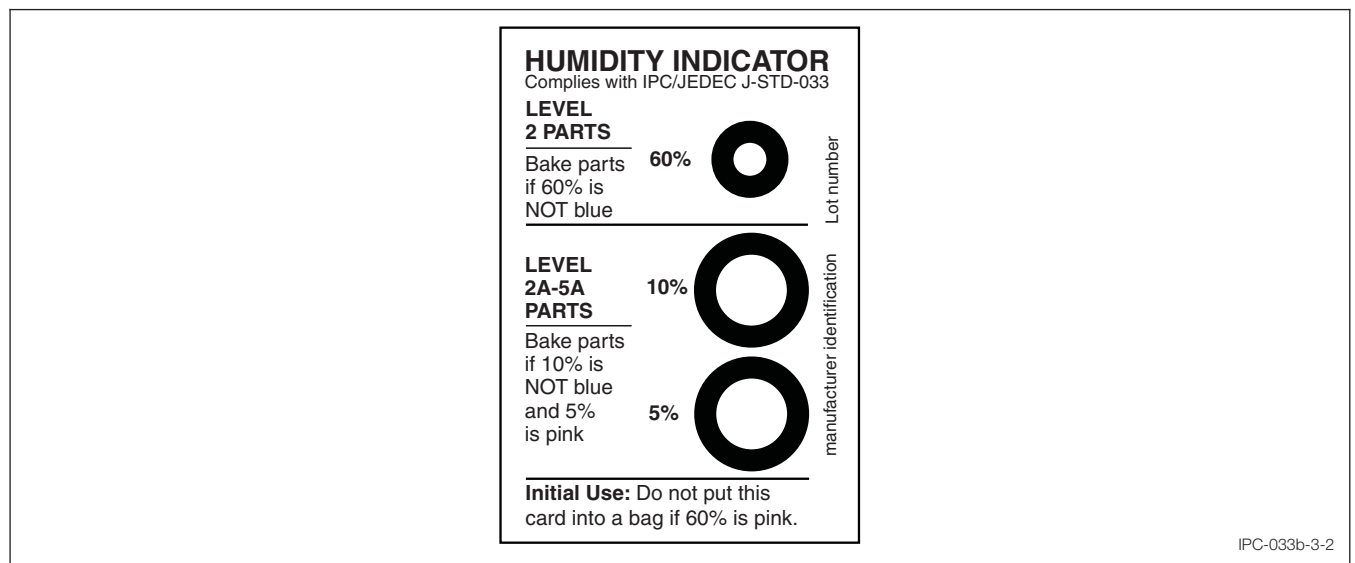 HUMIDITY INDICATOR
Complies with IPC/JEDEC J-STD-033
LEVEL
2 PARTS
Bake parts
if 60% is
NOT blue
60%
Lot number
LEVEL
2A-5A
PARTS
Bake parts
if 10% is
NOT blue
and 5%
is pink
10%
5%
manufacturer identification
Initial Use: Do not put this
card into a bag if 60% is pink.
IPC-033b-3-2